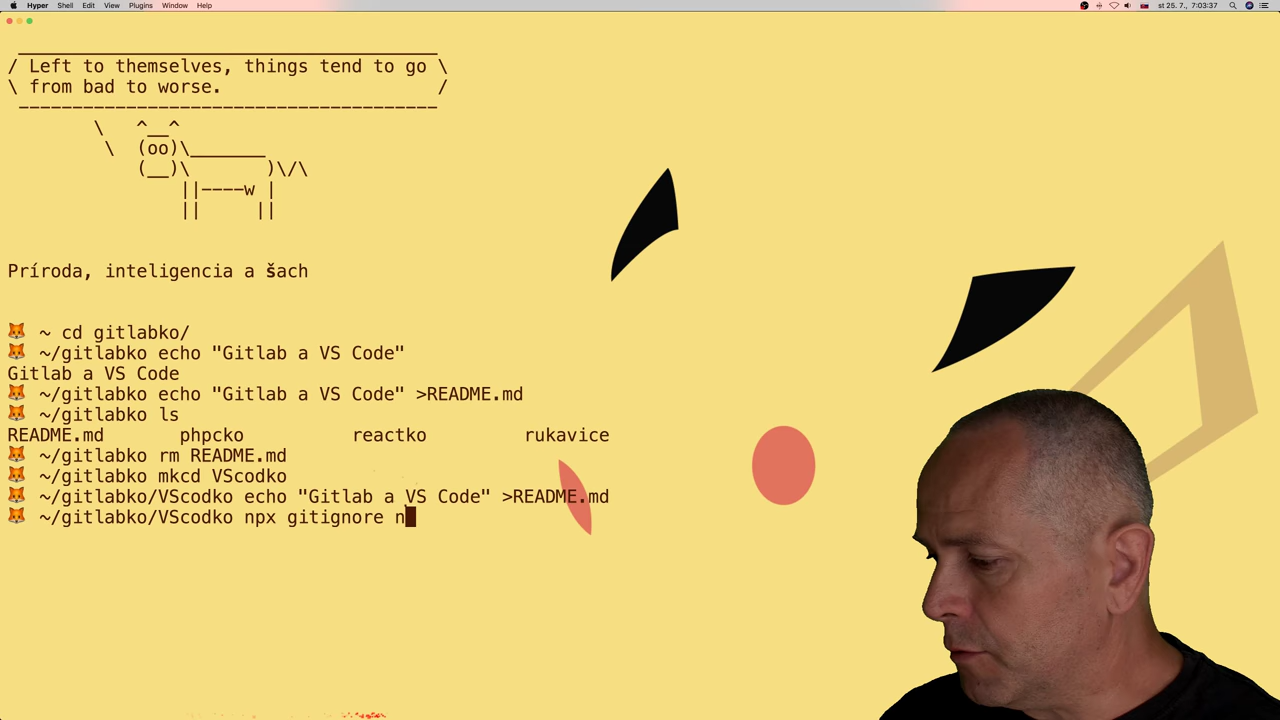 Hyper Shell Edit View Plugins Window Help st 25. 7., 7:03:37
/ Left to themselves, things tend to go \
\ from bad to worse. /
----------------------------------------
\ ^__^
\ (oo)\_______
(__)\ )\/\
||----w |
|| ||
Príroda, inteligencia a šach
🦊 ~ cd gitlabko/
🦊 ~/gitlabko echo "Gitlab a VS Code"
Gitlab a VS Code
🦊 ~/gitlabko echo "Gitlab a VS Code" >README.md
🦊 ~/gitlabko ls
README.md phpcko reactko rukavice
🦊 ~/gitlabko rm README.md
🦊 ~/gitlabko mkcd VScodko
🦊 ~/gitlabko/VScodko echo "Gitlab a VS Code" >README.md
🦊 ~/gitlabko/VScodko npx gitignore n